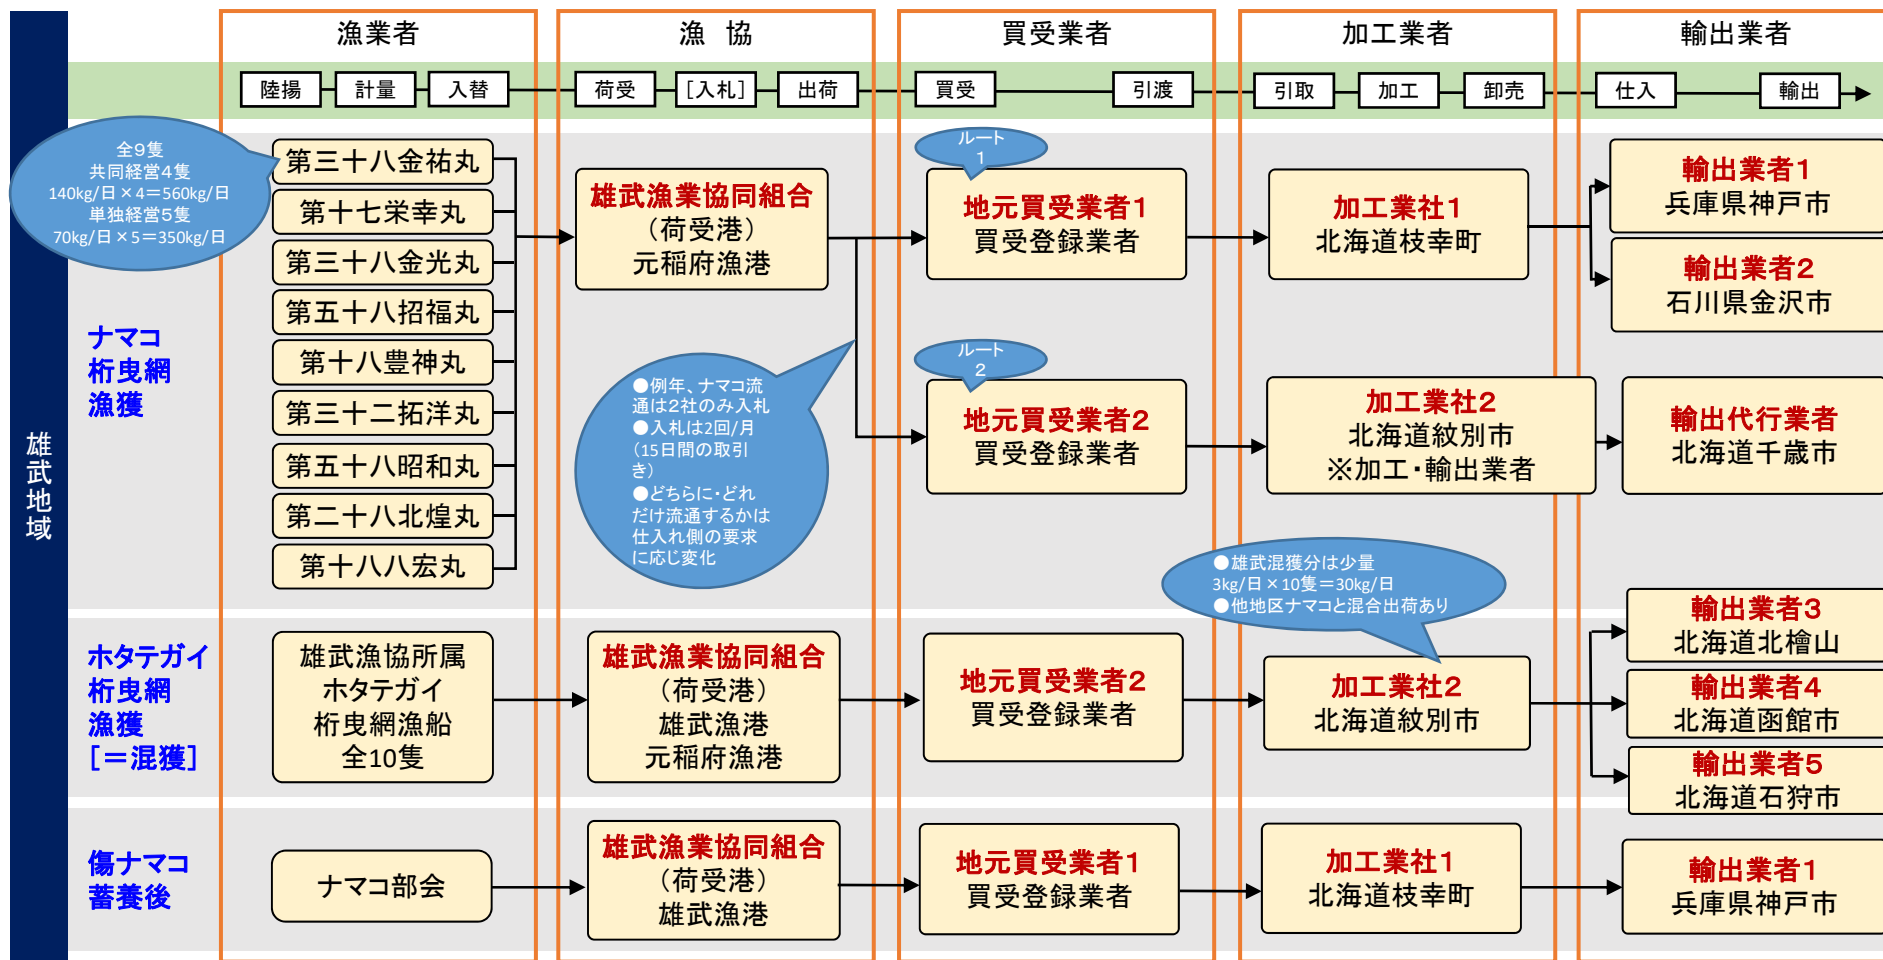 漁業者
漁 協
買受業者
加工業者
輸出業者
陸揚
計量
入替
荷受
[入札]
出荷
買受
引渡
引取
加工
卸売
仕入
輸出
雄武地域
ナマコ
桁曳網
漁獲
全9隻
共同経営4隻
140kg/日×4＝560kg/日
単独経営5隻
70kg/日×5＝350kg/日
第三十八金祐丸
第十七栄幸丸
第三十八金光丸
第五十八招福丸
第十八豊神丸
第三十二拓洋丸
第五十八昭和丸
第二十八北煌丸
第十八八宏丸
雄武漁業協同組合
（荷受港）
元稲府漁港
●例年、ナマコ流
通は2社のみ入札
●入札は2回/月
（15日間の取引
き）
●どちらに・どれ
だけ流通するかは
仕入れ側の要求
に応じ変化
ルート
1
地元買受業者1
買受登録業者
ルート
2
地元買受業者2
買受登録業者
加工業社1
北海道枝幸町
加工業社2
北海道紋別市
※加工・輸出業者
輸出業者1
兵庫県神戸市
輸出業者2
石川県金沢市
輸出代行業者
北海道千歳市
ホタテガイ
桁曳網
漁獲
[＝混獲]
雄武漁協所属
ホタテガイ
桁曳網漁船
全10隻
雄武漁業協同組合
（荷受港）
雄武漁港
元稲府漁港
地元買受業者2
買受登録業者
●雄武混獲分は少量
3kg/日×10隻＝30kg/日
●他地区ナマコと混合出荷あり
加工業社2
北海道紋別市
輸出業者3
北海道北檜山
輸出業者4
北海道函館市
輸出業者5
北海道石狩市
傷ナマコ
蓄養後
ナマコ部会
雄武漁業協同組合
（荷受港）
雄武漁港
地元買受業者1
買受登録業者
加工業社1
北海道枝幸町
輸出業者1
兵庫県神戸市